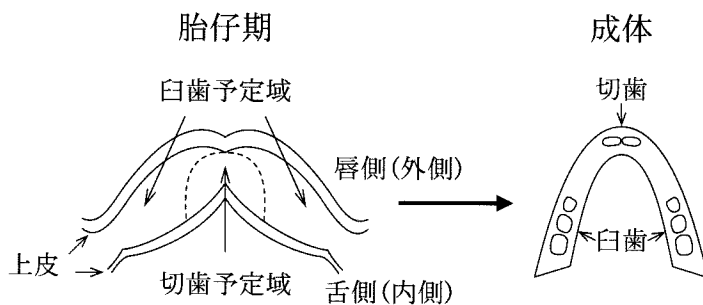 胎仔期
成体
臼歯予定域
切歯
唇側(外側)
臼歯
上皮
切歯予定域
舌側(内側)